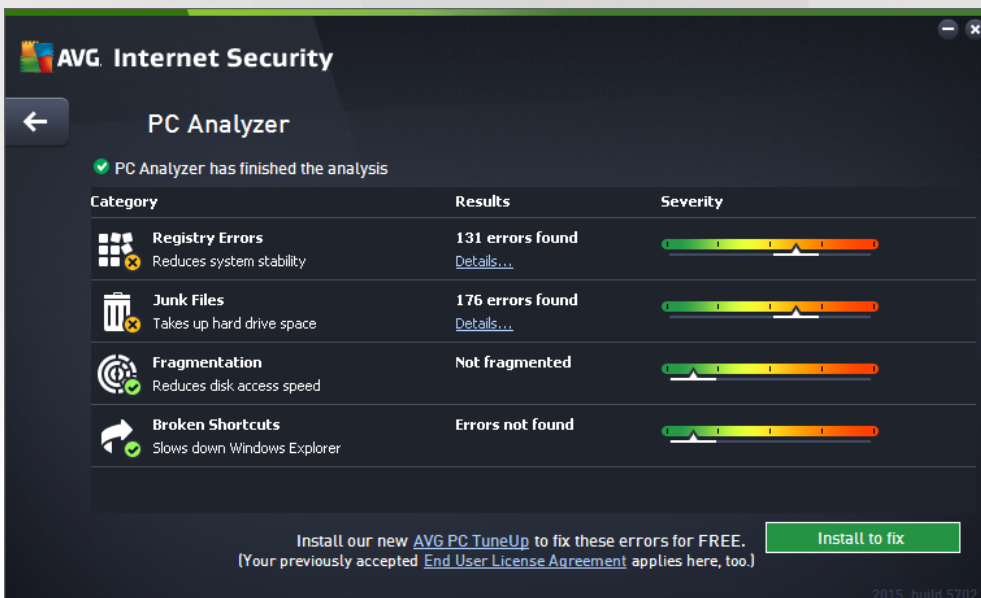 AVG. Internet Security
PC Analyzer
PC Analyzer has finished the analysis
Category Results Severity
Registry Errors 131 errors found
Reduces system stability Details...
Junk Files 176 errors found
Takes up hard drive space Details...
Fragmentation Not fragmented
Reduces disk access speed
Broken Shortcuts Errors not found
Slows down Windows Explorer
Install our new AVG PC TuneUp to fix these errors for FREE. Install to fix
(Your previously accepted End User License Agreement applies here, too.)
2015, build 5702